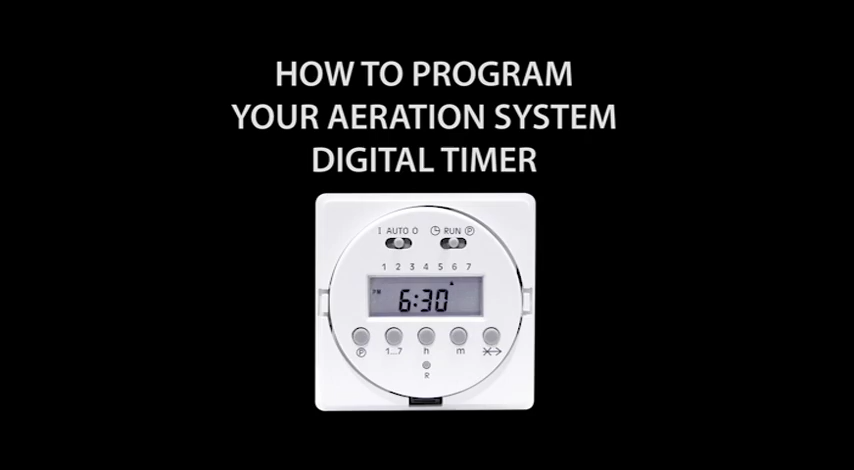 HOW TO PROGRAM
YOUR AERATION SYSTEM
DIGITAL TIMER
I AUTO O RUN P
1 2 3 4 5 6 7
PM
6:30
P 1...7 h m
R